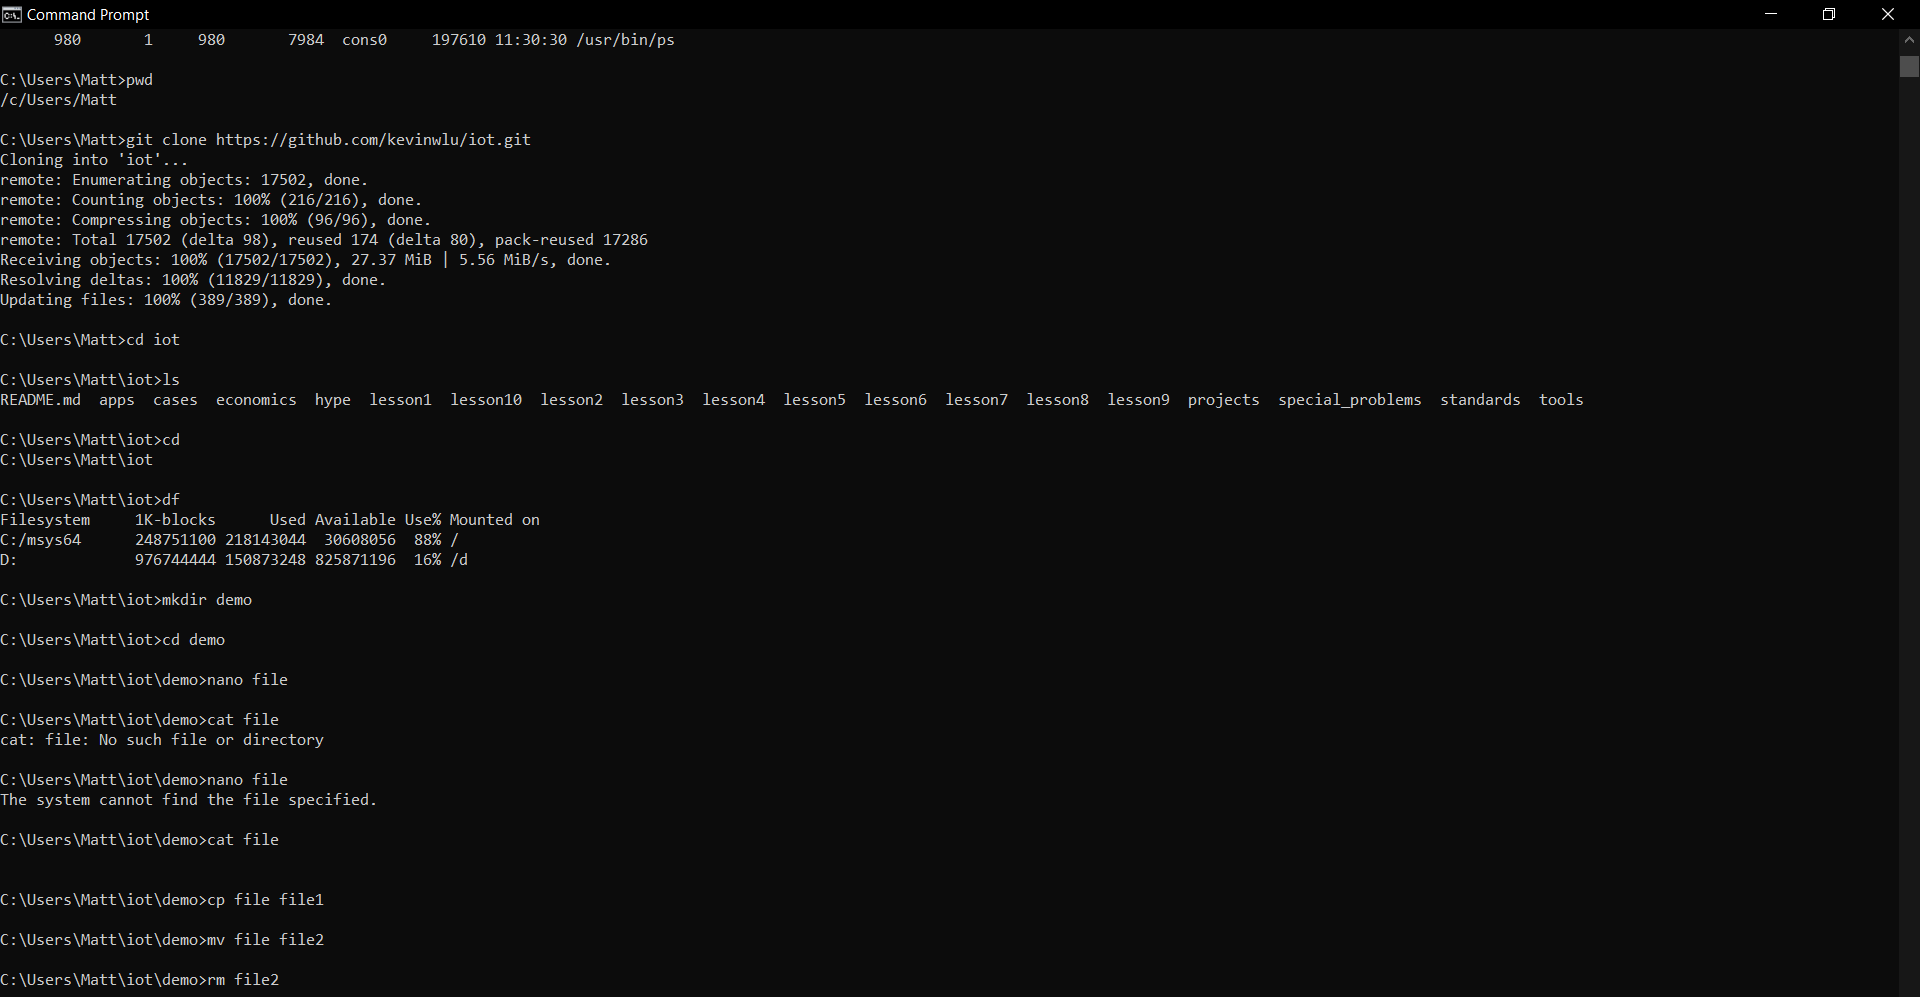 Command Prompt
980 1 980 7984 cons0 197610 11:30:30 /usr/bin/ps
C:\Users\Matt>pwd
/c/Users/Matt
C:\Users\Matt>git clone https://github.com/kevinwlu/iot.git
Cloning into 'iot'...
remote: Enumerating objects: 17502, done.
remote: Counting objects: 100% (216/216), done.
remote: Compressing objects: 100% (96/96), done.
remote: Total 17502 (delta 98), reused 174 (delta 80), pack-reused 17286
Receiving objects: 100% (17502/17502), 27.37 MiB | 5.56 MiB/s, done.
Resolving deltas: 100% (11829/11829), done.
Updating files: 100% (389/389), done.
C:\Users\Matt>cd iot
C:\Users\Matt\iot>ls
README.md apps cases economics hype lesson1 lesson10 lesson2 lesson3 lesson4 lesson5 lesson6 lesson7 lesson8 lesson9 projects special_problems standards tools
C:\Users\Matt\iot>cd
C:\Users\Matt\iot
C:\Users\Matt\iot>df
Filesystem 1K-blocks Used Available Use% Mounted on
C:/msys64 248751100 218143044 30608056 88% /
D: 976744444 150873248 825871196 16% /d
C:\Users\Matt\iot>mkdir demo
C:\Users\Matt\iot>cd demo
C:\Users\Matt\iot\demo>nano file
C:\Users\Matt\iot\demo>cat file
cat: file: No such file or directory
C:\Users\Matt\iot\demo>nano file
The system cannot find the file specified.
C:\Users\Matt\iot\demo>cat file
C:\Users\Matt\iot\demo>cp file file1
C:\Users\Matt\iot\demo>mv file file2
C:\Users\Matt\iot\demo>rm file2